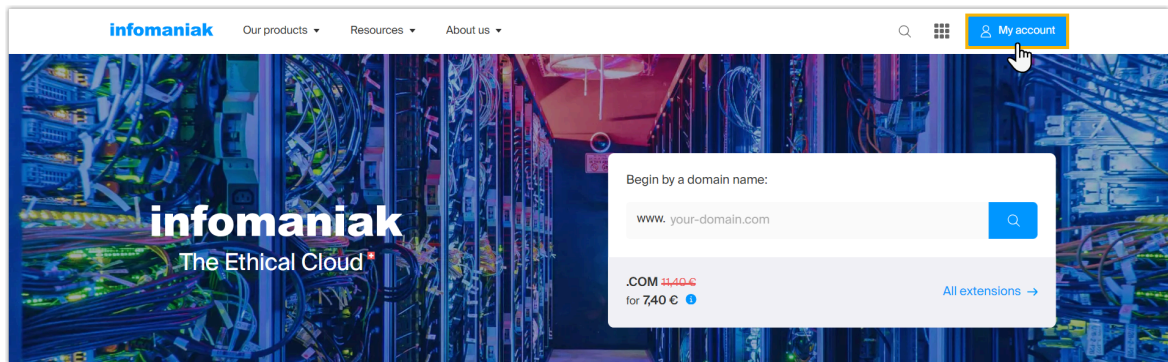 infomaniak Our products ▾ Resources ▾ About us ▾ My account
Begin by a domain name:
www. your-domain.com
infomaniak
The Ethical Cloud
.COM 11,40 €
for 7,40 € i
All extensions →